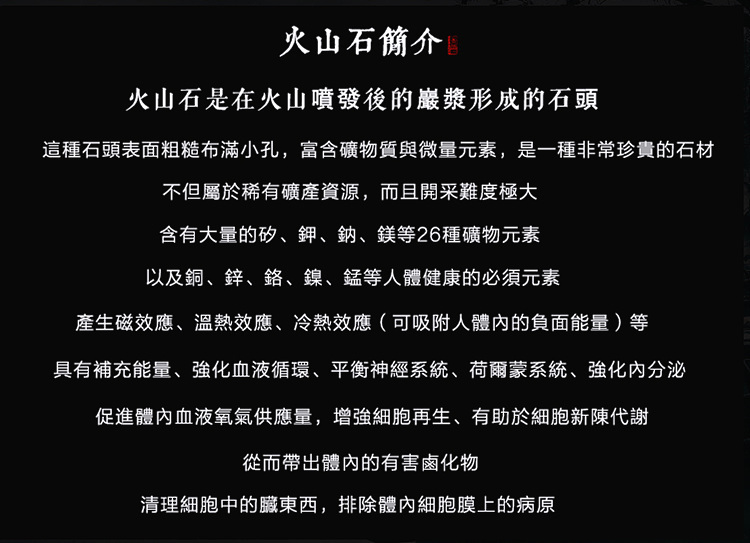 火山石簡介
火山石是在火山噴發後的巖漿形成的石頭
這種石頭表面粗糙布滿小孔，富含礦物質與微量元素，是一種非常珍貴的石材
不但屬於稀有礦產資源，而且開采難度極大
含有大量的矽、鉀、鈉、鎂等26種礦物元素
以及銅、鋅、鉻、鎳、錳等人體健康的必須元素
產生磁效應、溫熱效應、冷熱效應（可吸附人體內的負面能量）等
具有補充能量、強化血液循環、平衡神經系統、荷爾蒙系統、強化內分泌
促進體內血液氧氣供應量，增強細胞再生、有助於細胞新陳代謝
從而帶出體內的有害鹵化物
清理細胞中的臟東西，排除體內細胞膜上的病原